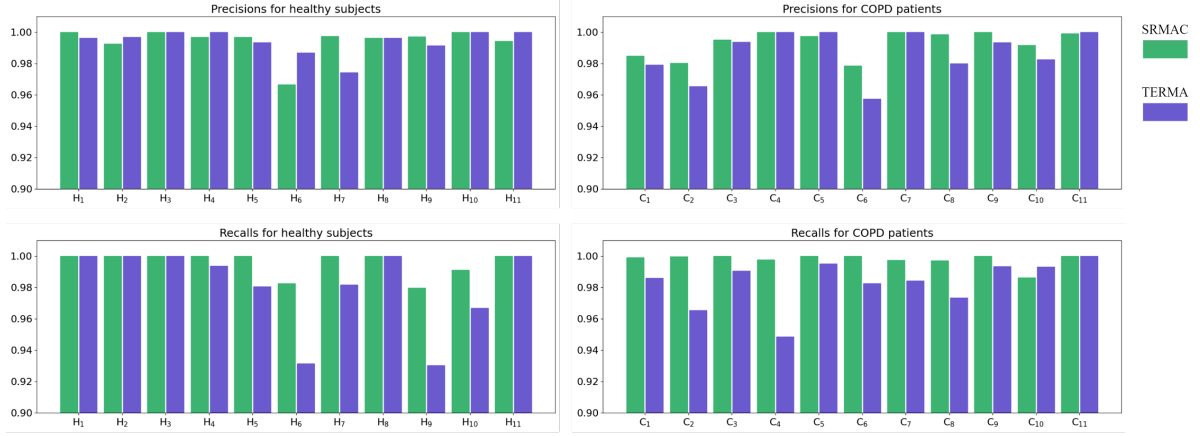 Precisions for healthy subjects
1.00
0.98
0.96
0.94
0.92
0.90
H₁ H₂ H₃ H₄ H₅ H₆ H₇ H₈ H₉ H₁₀ H₁₁
Precisions for COPD patients
1.00
0.98
0.96
0.94
0.92
0.90
C₁ C₂ C₃ C₄ C₅ C₆ C₇ C₈ C₉ C₁₀ C₁₁
SRMAC
TERMA
Recalls for healthy subjects
1.00
0.98
0.96
0.94
0.92
0.90
H₁ H₂ H₃ H₄ H₅ H₆ H₇ H₈ H₉ H₁₀ H₁₁
Recalls for COPD patients
1.00
0.98
0.96
0.94
0.92
0.90
C₁ C₂ C₃ C₄ C₅ C₆ C₇ C₈ C₉ C₁₀ C₁₁